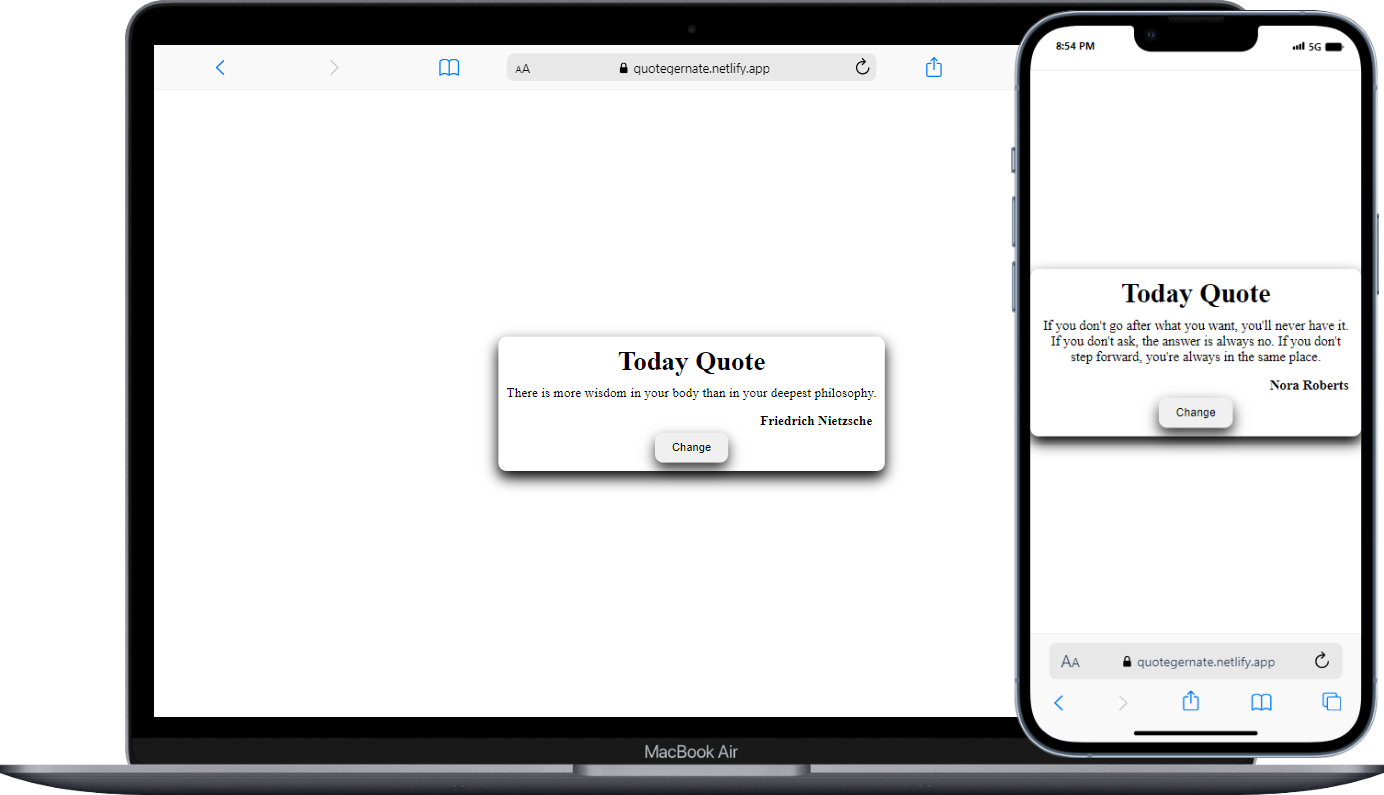 AA quotegernate.netlify.app
Today Quote
There is more wisdom in your body than in your deepest philosophy.
Friedrich Nietzsche
Change
MacBook Air
8:54 PM 5G
Today Quote
If you don't go after what you want, you'll never have it.
If you don't ask, the answer is always no. If you don't
step forward, you're always in the same place.
Nora Roberts
Change
AA quotegernate.netlify.app